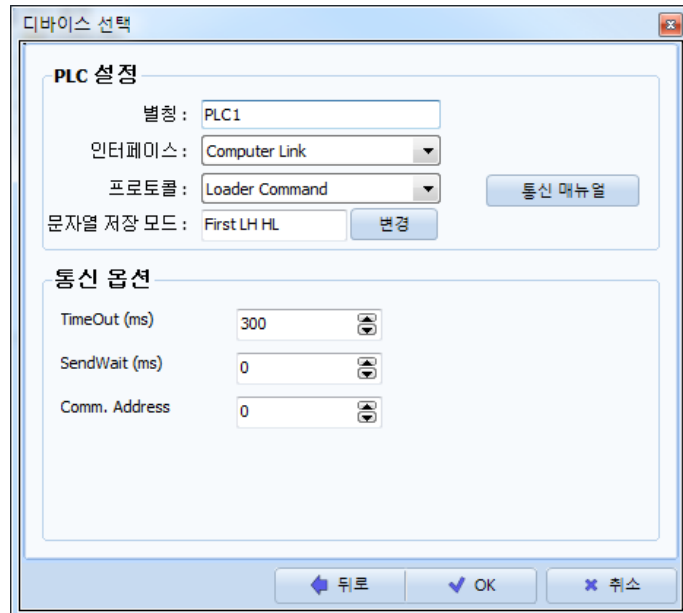 디바이스 선택
PLC 설정
별칭 : PLC1
인터페이스 : Computer Link
프로토콜 : Loader Command 통신 매뉴얼
문자열 저장 모드 : First LH HL 변경
통신 옵션
TimeOut (ms) 300
SendWait (ms) 0
Comm. Address 0
뒤로 OK 취소